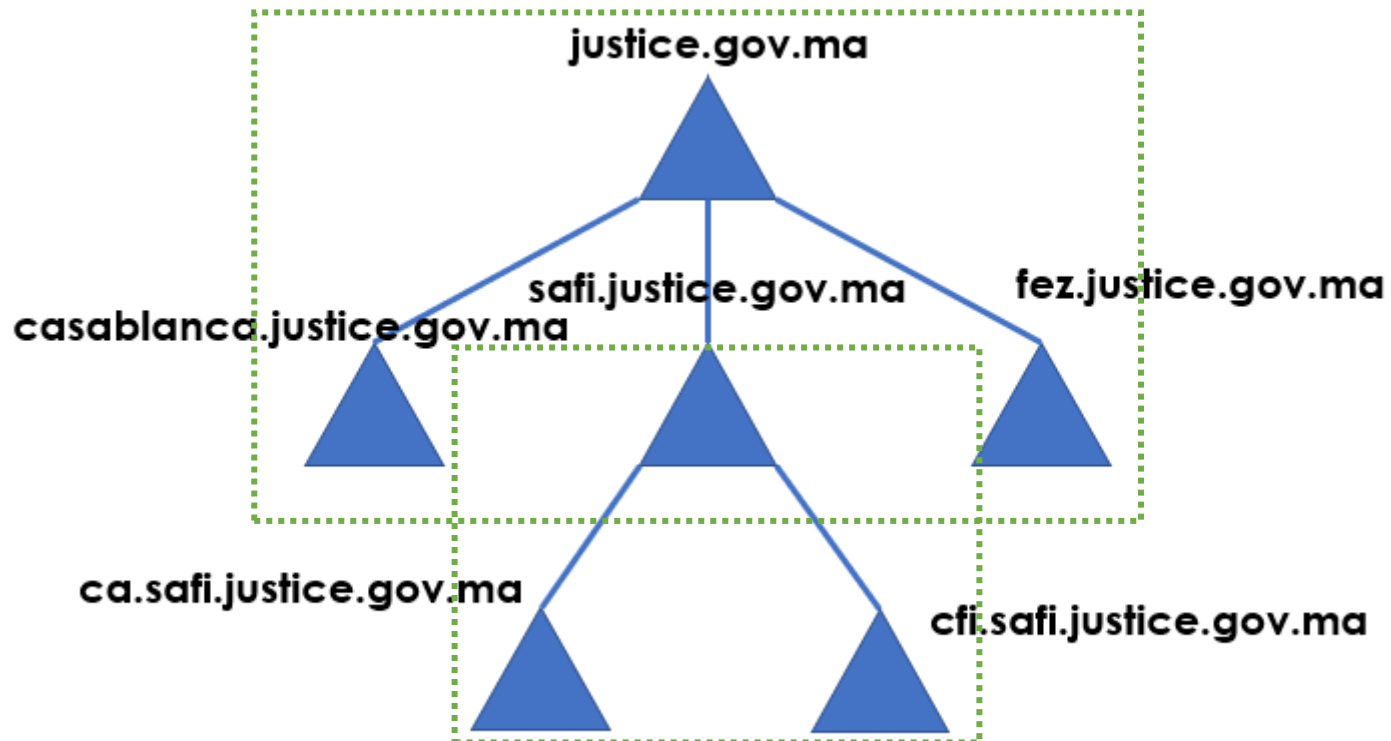 justice.gov.ma
safi.justice.gov.ma
fez.justice.gov.ma
casablanca.justice.gov.ma
ca.safi.justice.gov.ma
cfi.safi.justice.gov.ma